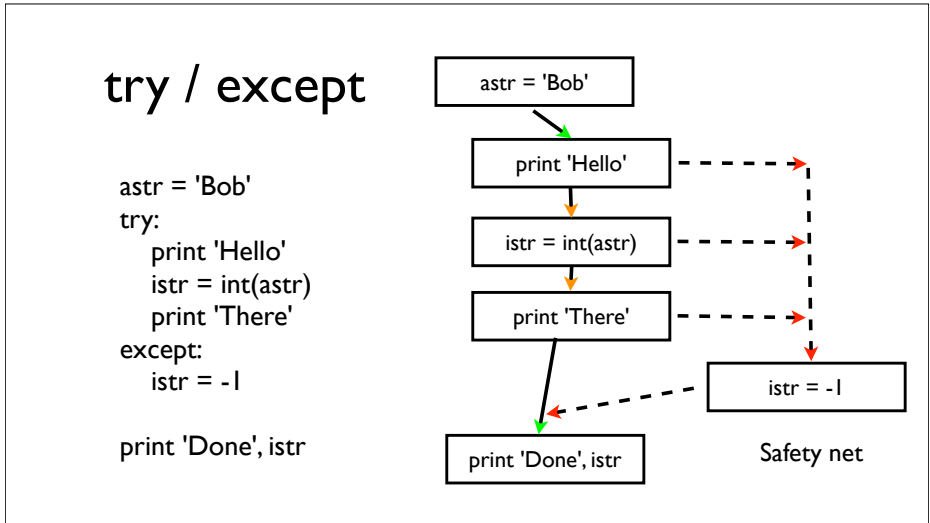 try / except
astr = 'Bob'
try:
print 'Hello'
istr = int(astr)
print 'There'
except:
istr = -1
print 'Done', istr
astr = 'Bob'
print 'Hello'
istr = int(astr)
print 'There'
istr = -1
print 'Done', istr
Safety net